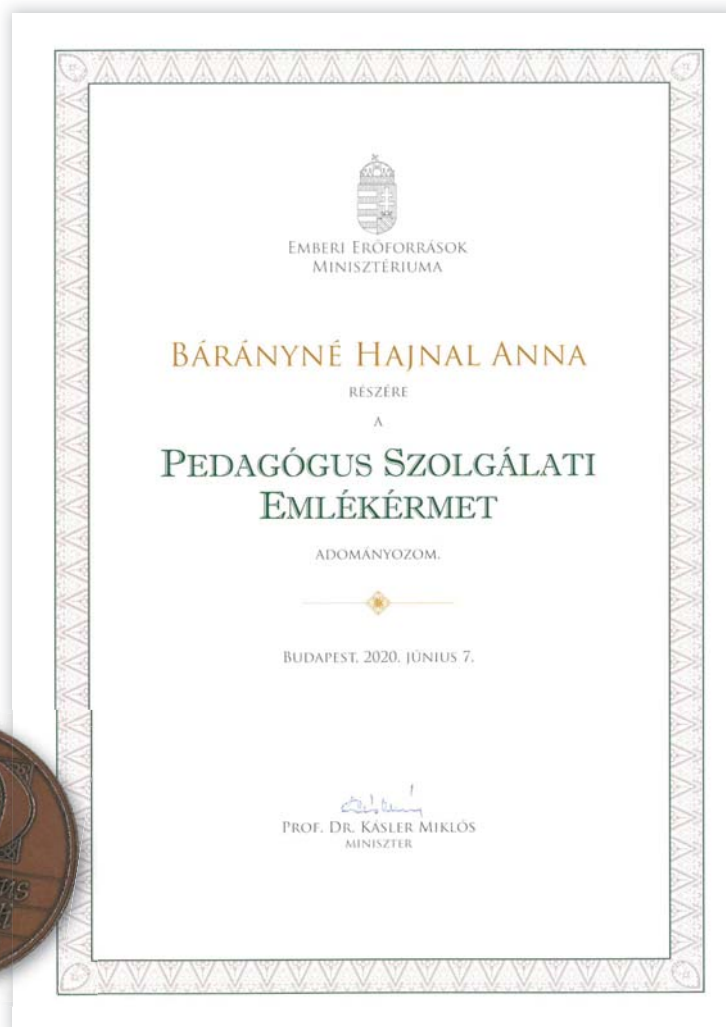 EMBERI ERŐFORRÁSOK
MINISZTÉRIUMA
BÁRÁNYNÉ HAJNAL ANNA
RÉSZÉRE
A
PEDAGÓGUS SZOLGÁLATI
EMLÉKÉRMET
ADOMÁNYOZOM.
BUDAPEST, 2020. JÚNIUS 7.
PROF. DR. KÁSLER MIKLÓS
MINISZTER